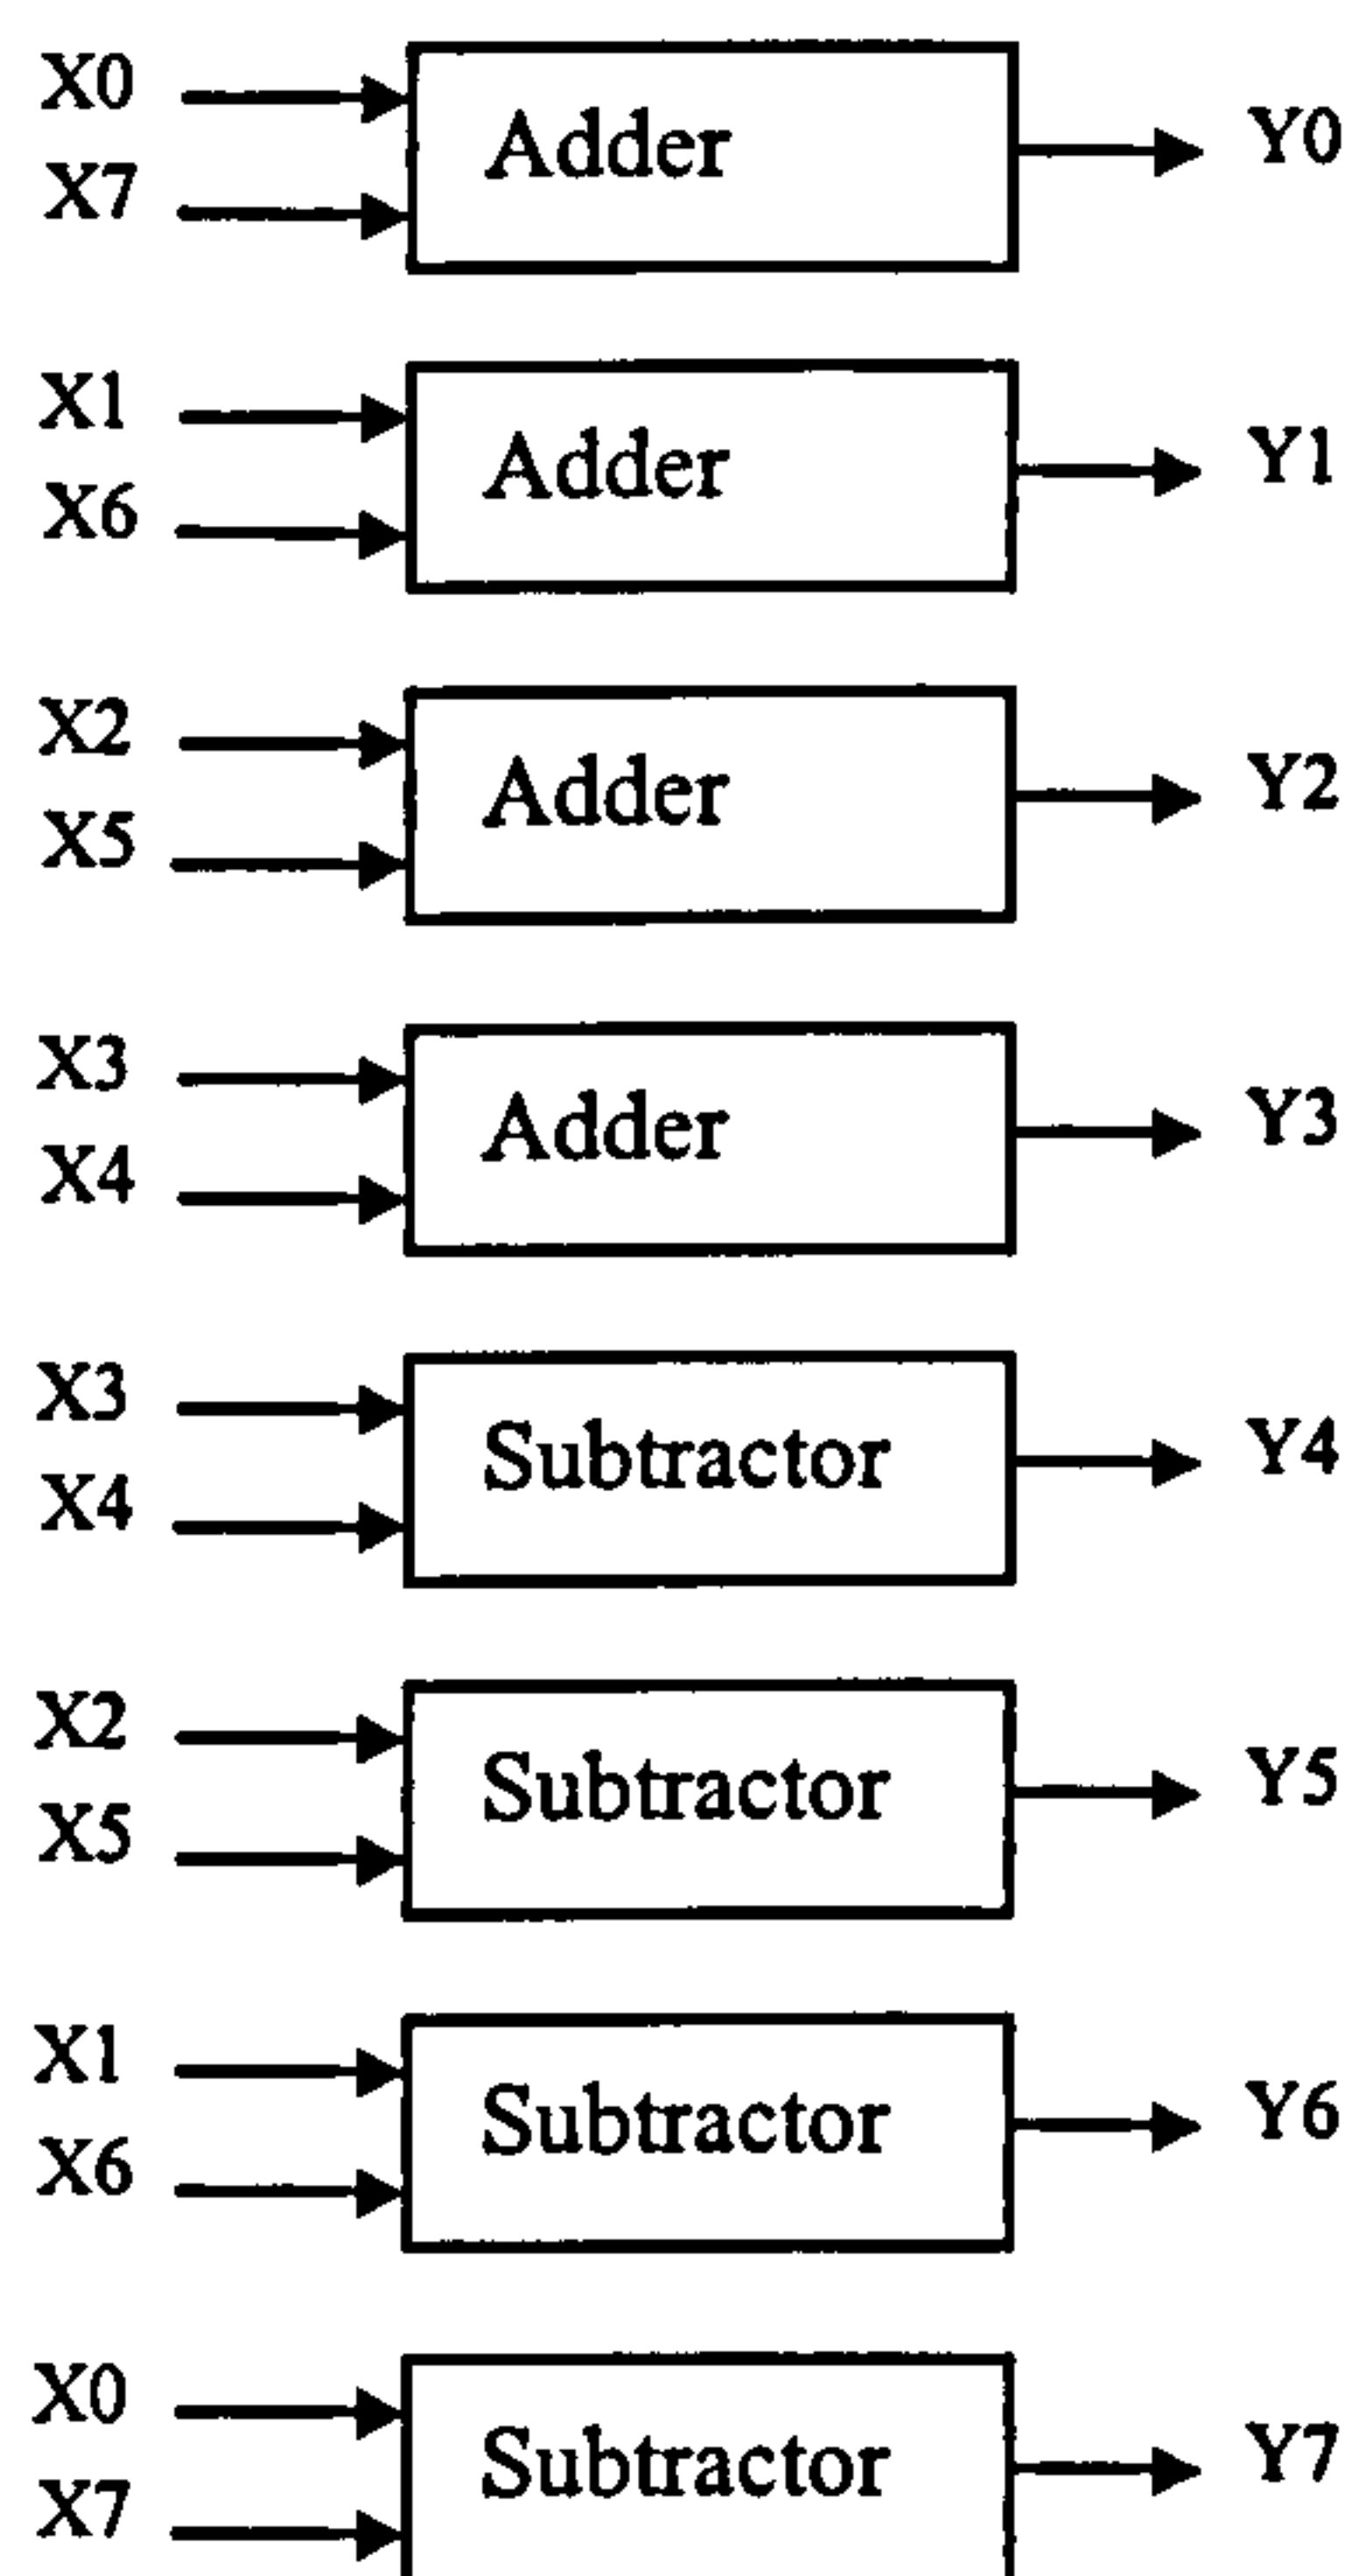 X0
Adder
Y0
X7
X1
Adder
Y1
X6
X2
Adder
Y2
X5
X3
Adder
Y3
X4
X3
Subtractor
Y4
X4
X2
Subtractor
Y5
X5
X1
Subtractor
Y6
X6
X0
Subtractor
Y7
X7